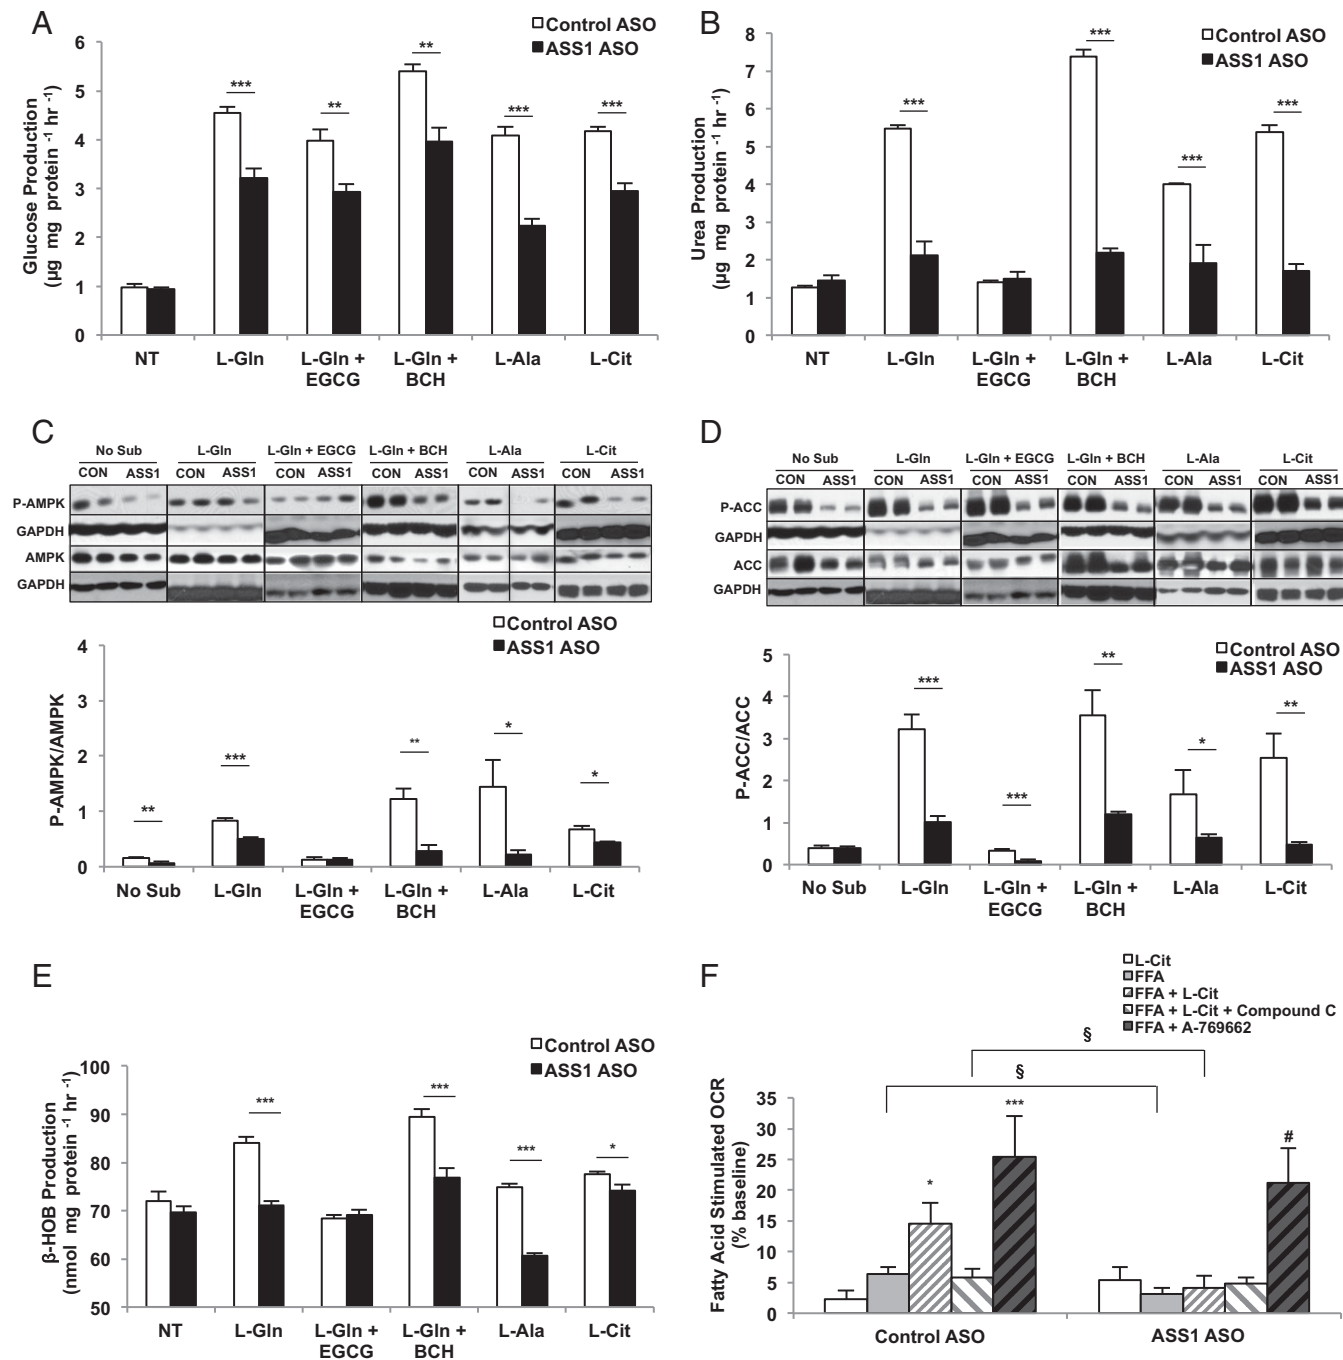 A
Control ASO
ASS1 ASO
Glucose Production
(µg mg protein -1 hr -1)
6
5
4
3
2
1
0
***
**
**
***
***
NT
L-Gln
L-Gln +
EGCG
L-Gln +
BCH
L-Ala
L-Cit
B
Control ASO
ASS1 ASO
Urea Production
(µg mg protein -1 hr -1)
8
7
6
5
4
3
2
1
0
***
***
***
***
NT
L-Gln
L-Gln +
EGCG
L-Gln +
BCH
L-Ala
L-Cit
C
No Sub
L-Gln
L-Gln + EGCG
L-Gln + BCH
L-Ala
L-Cit
CON ASS1 CON ASS1 CON ASS1 CON ASS1 CON ASS1 CON ASS1
P-AMPK
GAPDH
AMPK
GAPDH
Control ASO
ASS1 ASO
P-AMPK/AMPK
4
3
2
1
0
**
***
**
*
*
No Sub
L-Gln
L-Gln +
EGCG
L-Gln +
BCH
L-Ala
L-Cit
D
No Sub
L-Gln
L-Gln + EGCG
L-Gln + BCH
L-Ala
L-Cit
CON ASS1 CON ASS1 CON ASS1 CON ASS1 CON ASS1 CON ASS1
P-ACC
GAPDH
ACC
GAPDH
Control ASO
ASS1 ASO
P-ACC/ACC
5
4
3
2
1
0
***
***
**
*
**
No Sub
L-Gln
L-Gln +
EGCG
L-Gln +
BCH
L-Ala
L-Cit
E
Control ASO
ASS1 ASO
β-HOB Production
(nmol mg protein -1 hr -1)
100
90
80
70
60
50
***
***
***
*
NT
L-Gln
L-Gln +
EGCG
L-Gln +
BCH
L-Ala
L-Cit
F
L-Cit
FFA
FFA + L-Cit
FFA + L-Cit + Compound C
FFA + A-769662
Fatty Acid Stimulated OCR
(% baseline)
35
30
25
20
15
10
5
0
§
§
*
***
#
Control ASO
ASS1 ASO